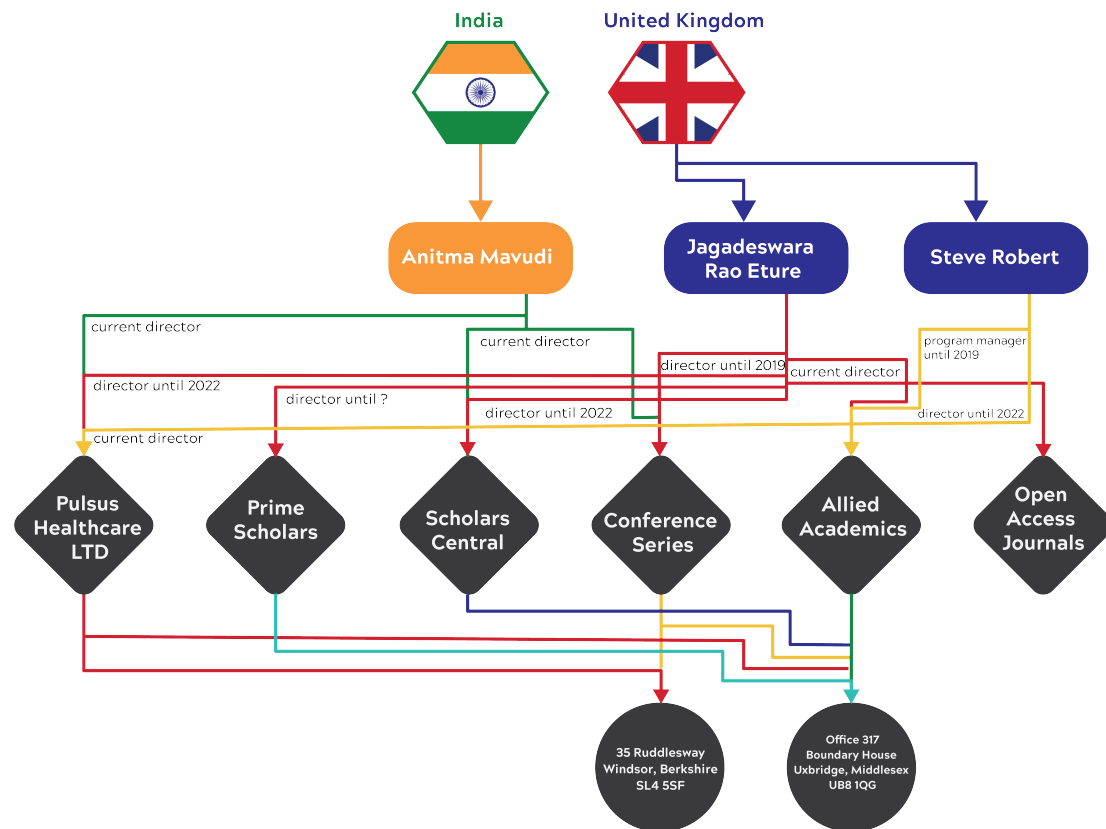 India
United Kingdom
Anitma Mavudi
Jagadeswara
Rao Eture
Steve Robert
current director
current director
program manager
until 2019
director until 2019
current director
director until 2022
director until ?
director until 2022
director until 2022
current director
Pulsus
Healthcare
LTD
Prime
Scholars
Scholars
Central
Conference
Series
Allied
Academics
Open
Access
Journals
35 Ruddlesway
Windsor, Berkshire
SL4 5SF
Office 317
Boundary House
Uxbridge, Middlesex
UB8 1QG